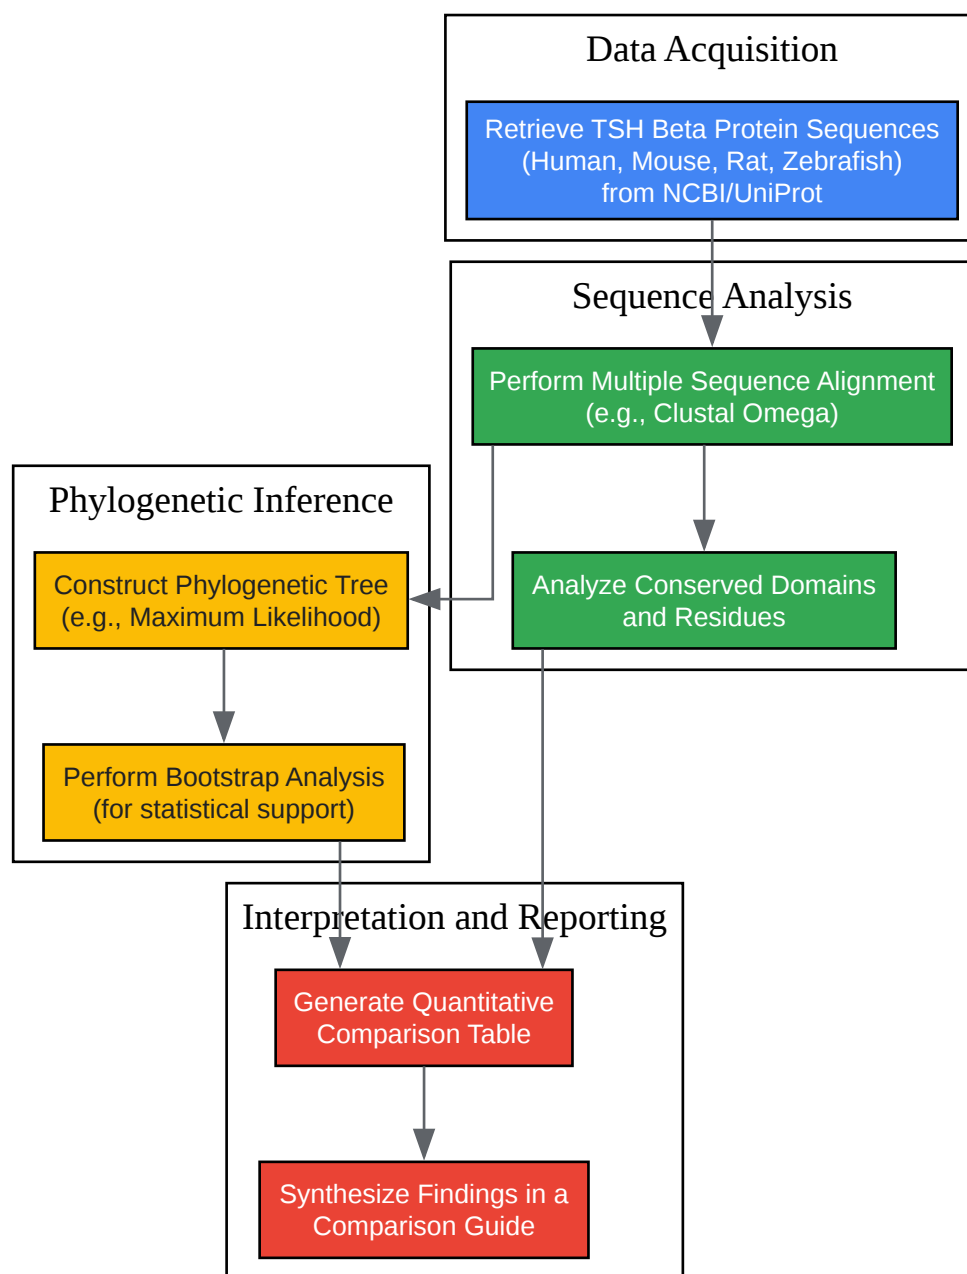 Data Acquisition
Retrieve TSH Beta Protein Sequences
(Human, Mouse, Rat, Zebrafish)
from NCBI/UniProt
Sequence Analysis
Perform Multiple Sequence Alignment
(e.g., Clustal Omega)
Analyze Conserved Domains
and Residues
Phylogenetic Inference
Construct Phylogenetic Tree
(e.g., Maximum Likelihood)
Perform Bootstrap Analysis
(for statistical support)
Interpretation and Reporting
Generate Quantitative
Comparison Table
Synthesize Findings in a
Comparison Guide